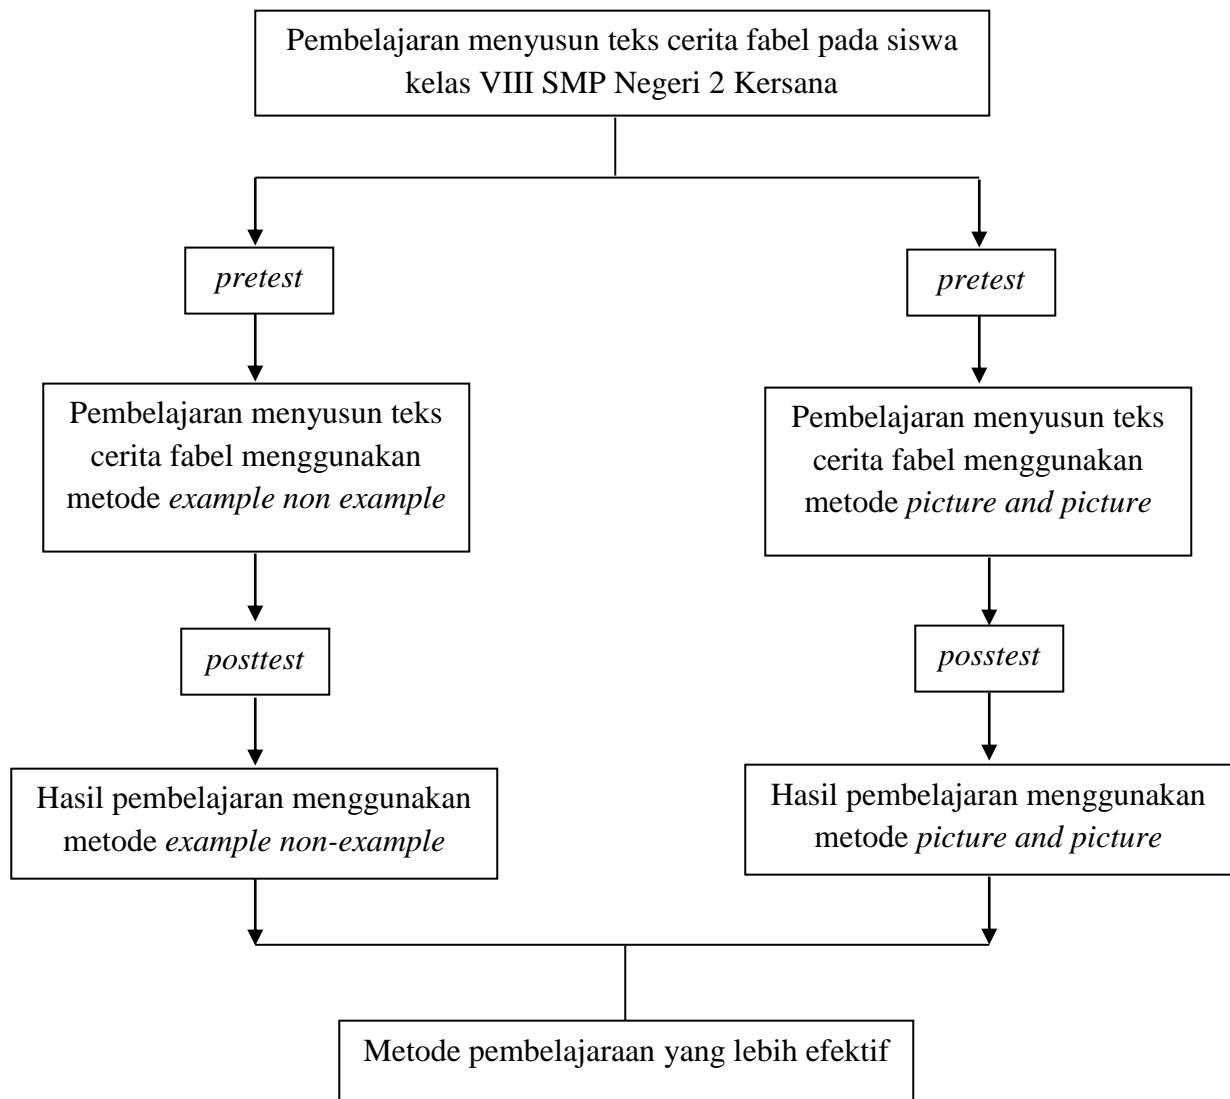 Pembelajaran menyusun teks cerita fabel pada siswa
kelas VIII SMP Negeri 2 Kersana
pretest
pretest
Pembelajaran menyusun teks
cerita fabel menggunakan
metode example non example
Pembelajaran menyusun teks
cerita fabel menggunakan
metode picture and picture
posttest
posstest
Hasil pembelajaran menggunakan
metode example non-example
Hasil pembelajaran menggunakan
metode picture and picture
Metode pembelajaraan yang lebih efektif